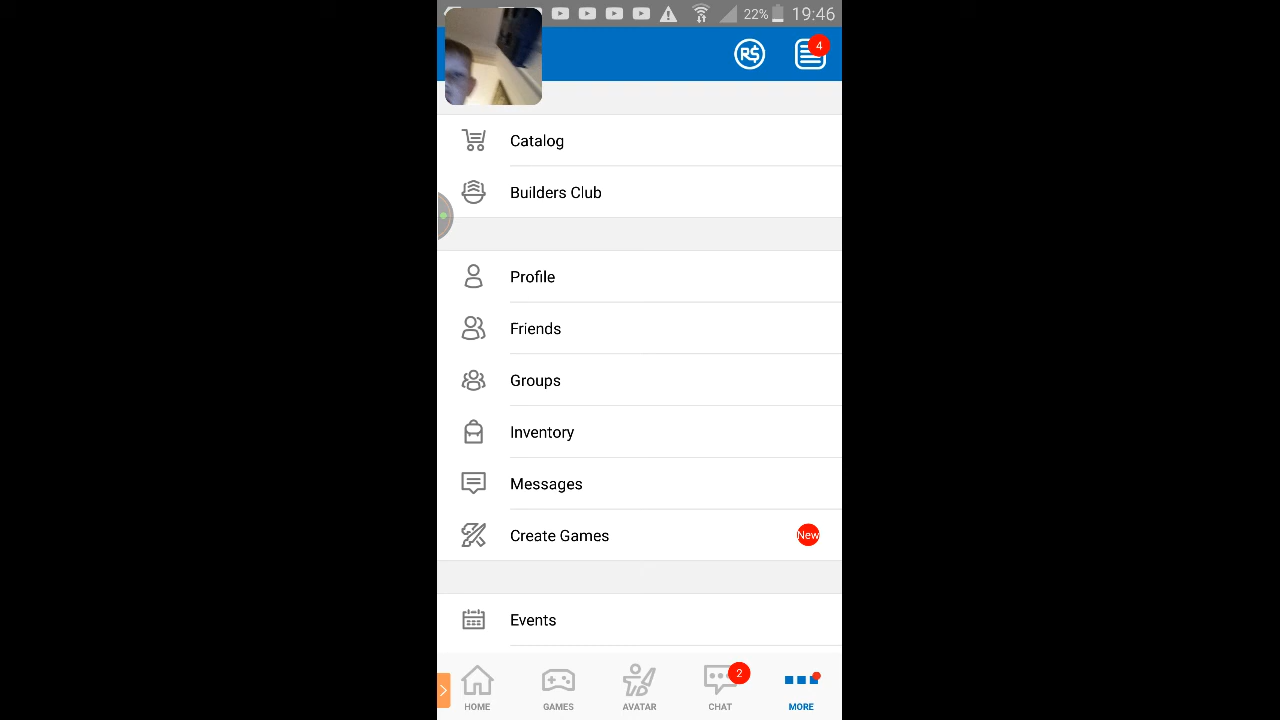 22% 19:46
R$ 4
Catalog
Builders Club
Profile
Friends
Groups
Inventory
Messages
Create Games New
Events
2
HOME GAMES AVATAR CHAT MORE